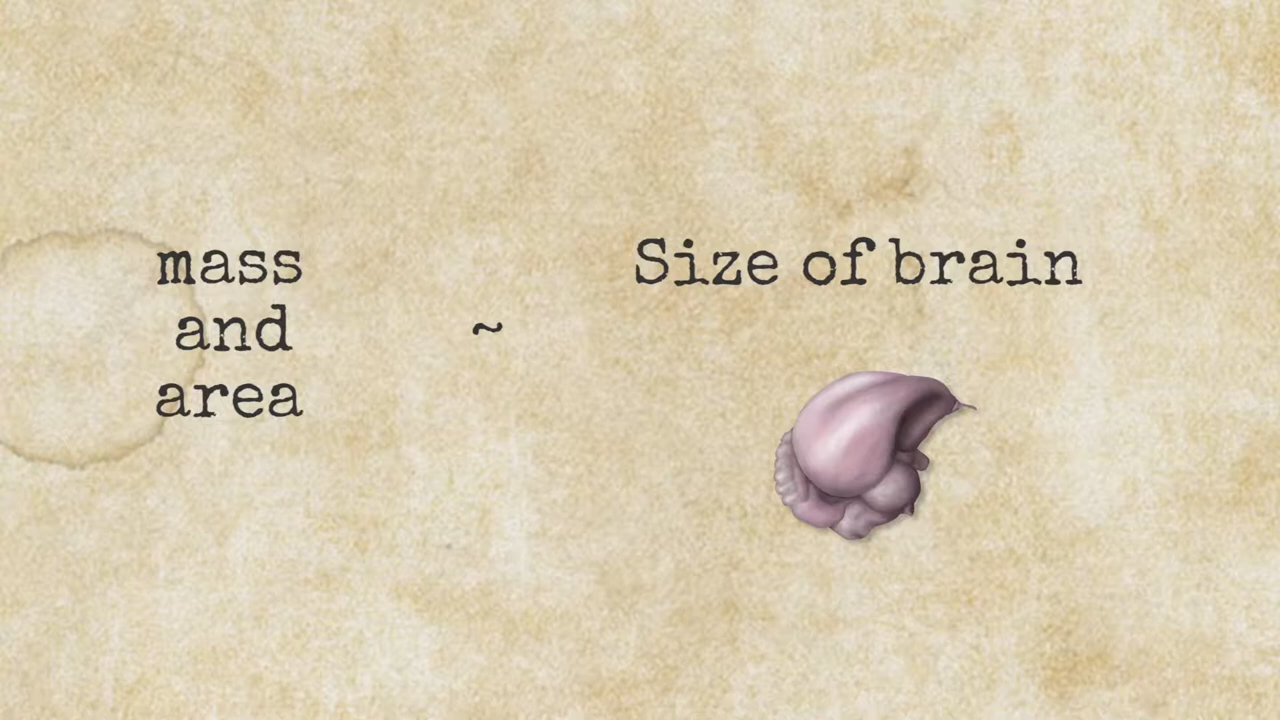 mass
and
area
~
Size of brain